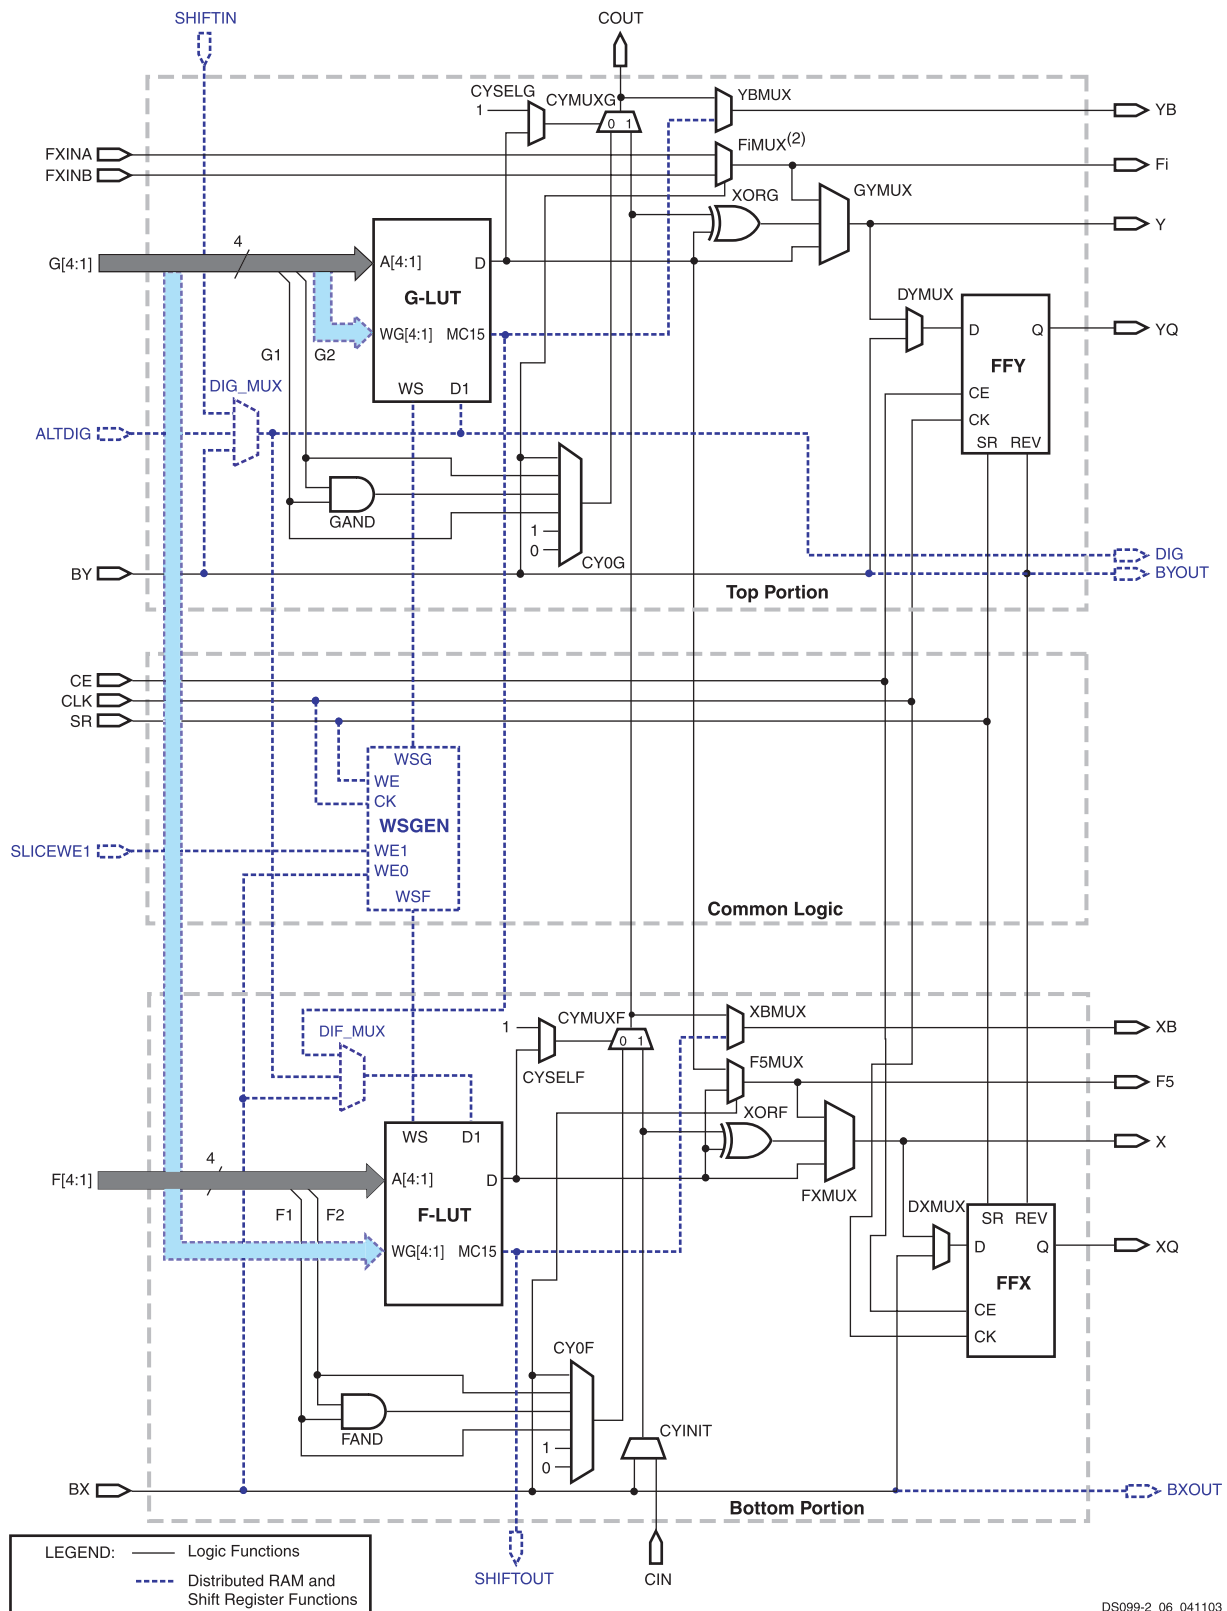 SHIFTIN
COUT
CYSELG
1
CYMUXG
0 1
YBMUX
YB
FXINA
FXINB
FiMUX(2)
Fi
XORG
GYMUX
Y
G[4:1]
4
A[4:1]
D
G-LUT
WG[4:1]
MC15
WS
D1
G1
G2
DYMUX
D
Q
FFY
CE
CK
SR
REV
YQ
DIG_MUX
ALTDIG
GAND
1
0
CY0G
DIG
BY
BYOUT
Top Portion
CE
CLK
SR
WSG
WE
CK
WSGEN
SLICEWE1
WE1
WE0
WSF
Common Logic
DIF_MUX
1
CYMUXF
0 1
CYSELF
XBMUX
XB
F5MUX
F5
XORF
X
FXMUX
WS
D1
F[4:1]
4
A[4:1]
D
F-LUT
WG[4:1]
MC15
F1
F2
DXMUX
SR
REV
D
Q
FFX
CE
CK
XQ
CY0F
FAND
1
0
CYINIT
BX
BXOUT
Bottom Portion
SHIFTOUT
CIN
LEGEND:
Logic Functions
Distributed RAM and
Shift Register Functions
DS099-2_06_041103